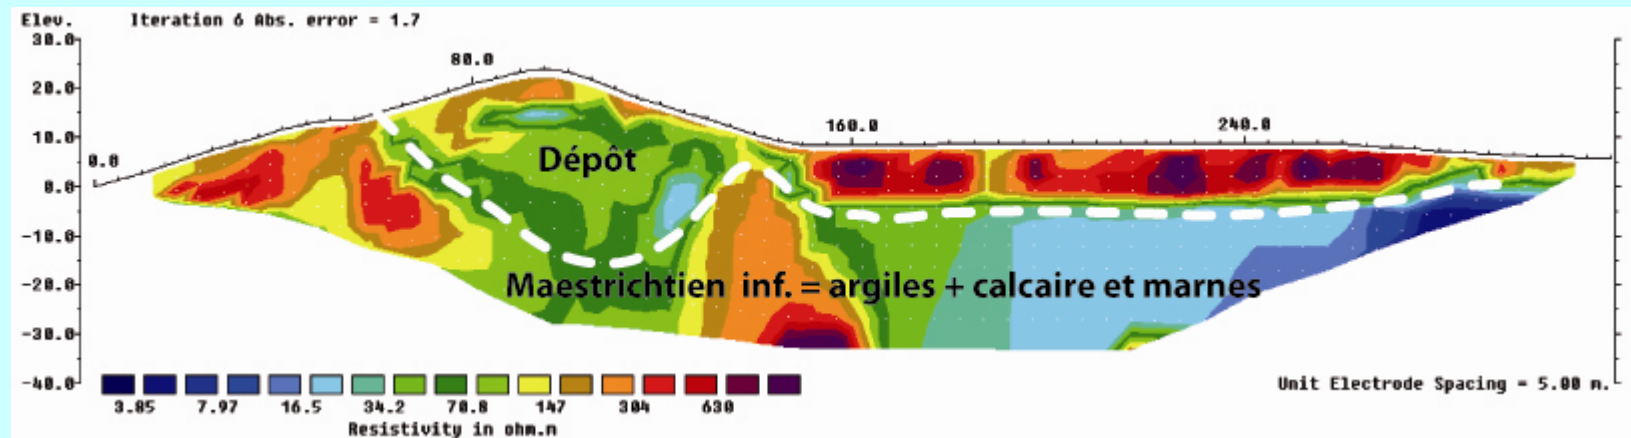 Elev. Iteration 6 Abs. error = 1.7
30.0
80.0
20.0
10.0
160.0
240.0
Dépôt
0.0
0.0
-10.0
Maestrichtien inf. = argiles + calcaire et marnes
-20.0
-30.0
-40.0
Unit Electrode Spacing = 5.00 m.
3.85 7.97 16.5 34.2 70.8 147 304 630
Resistivity in ohm.m